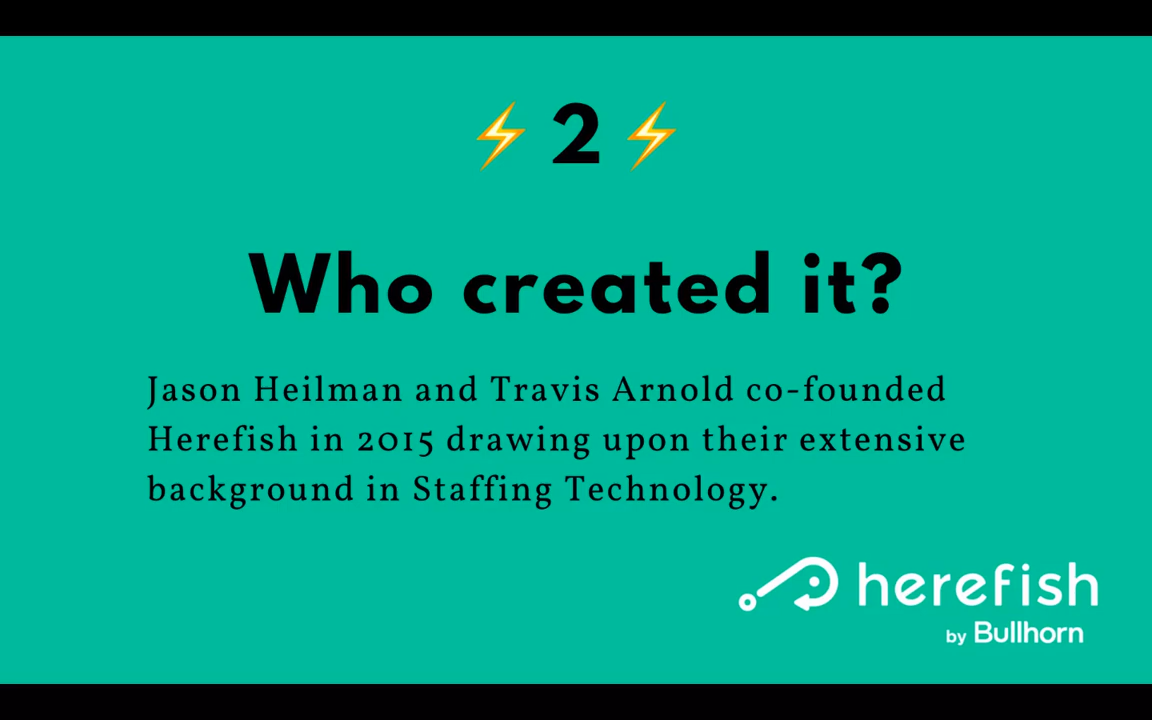 ⚡ 2 ⚡
Who created it?
Jason Heilman and Travis Arnold co-founded
Herefish in 2015 drawing upon their extensive
background in Staffing Technology.
herefish
by Bullhorn